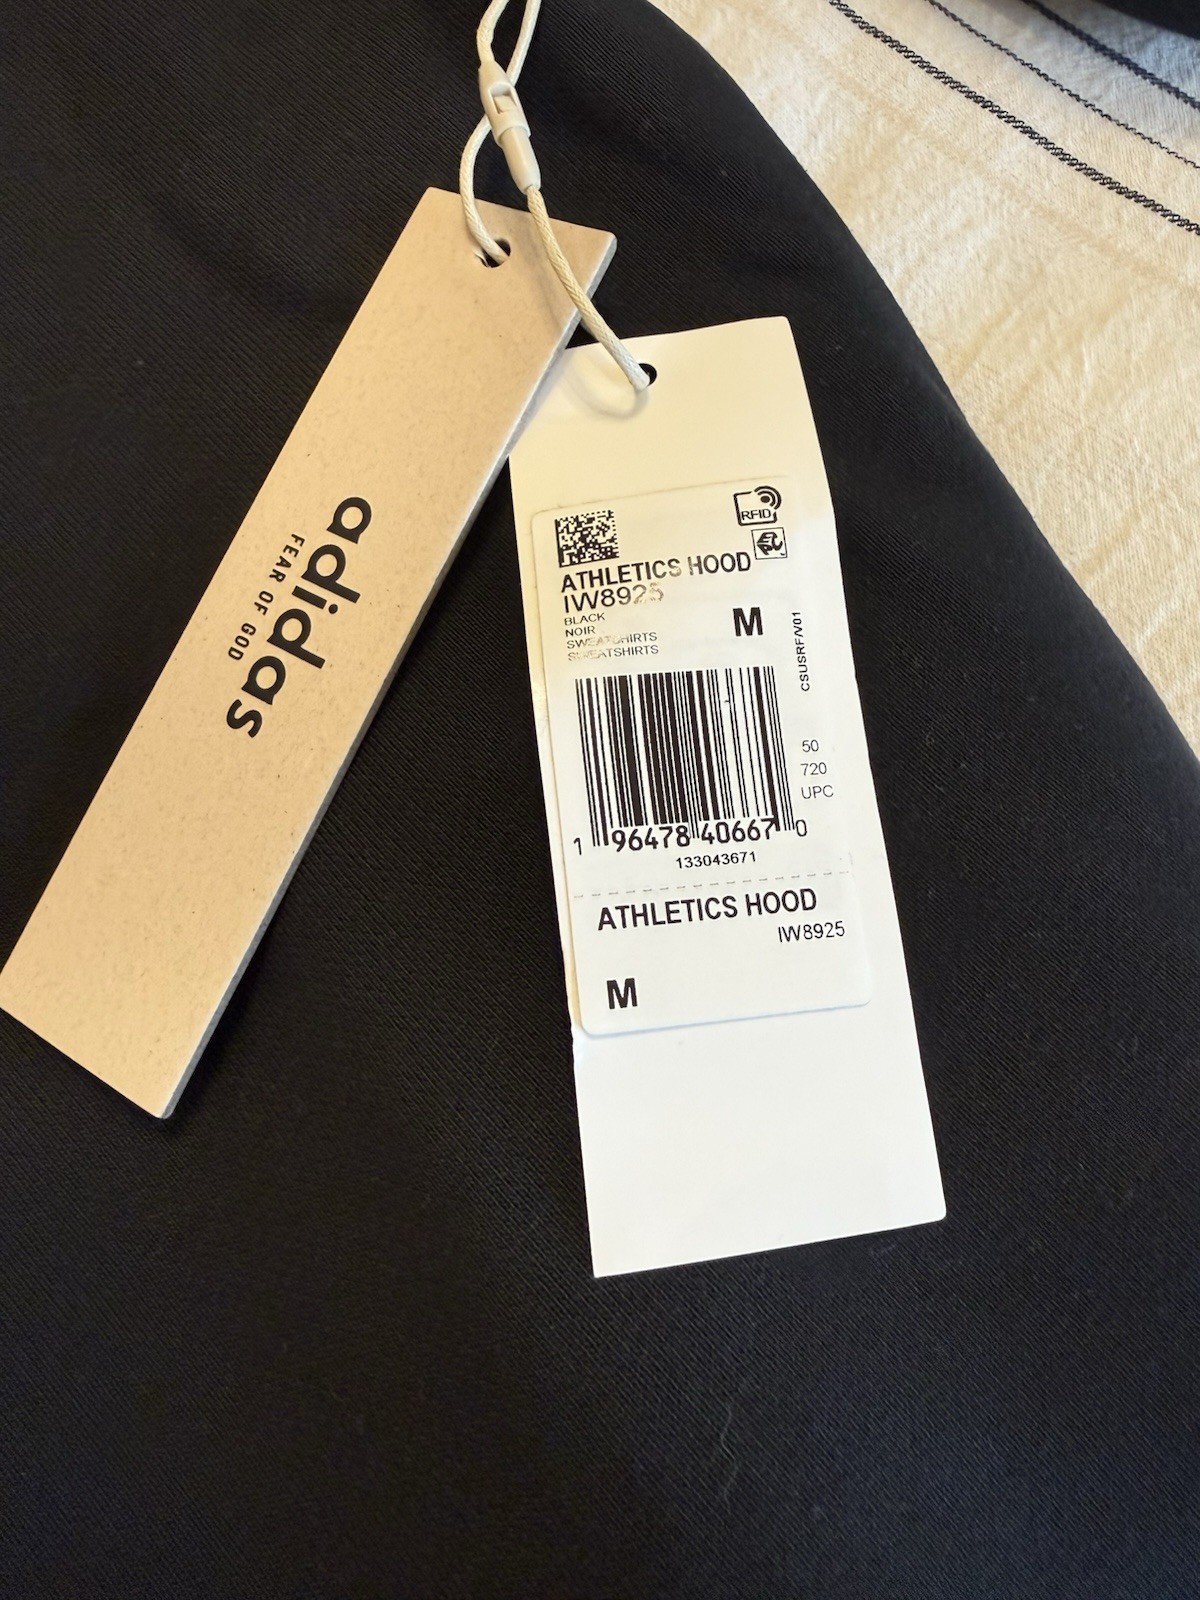 adidas
FEAR OF GOD
RFID
ATHLETICS HOOD
IW8925
BLACK
NOIR
SWEATSHIRTS
SWEATSHIRTS
M
CSUSRF/V01
50
720
UPC
1 96478 40667 0
133043671
ATHLETICS HOOD
IW8925
M